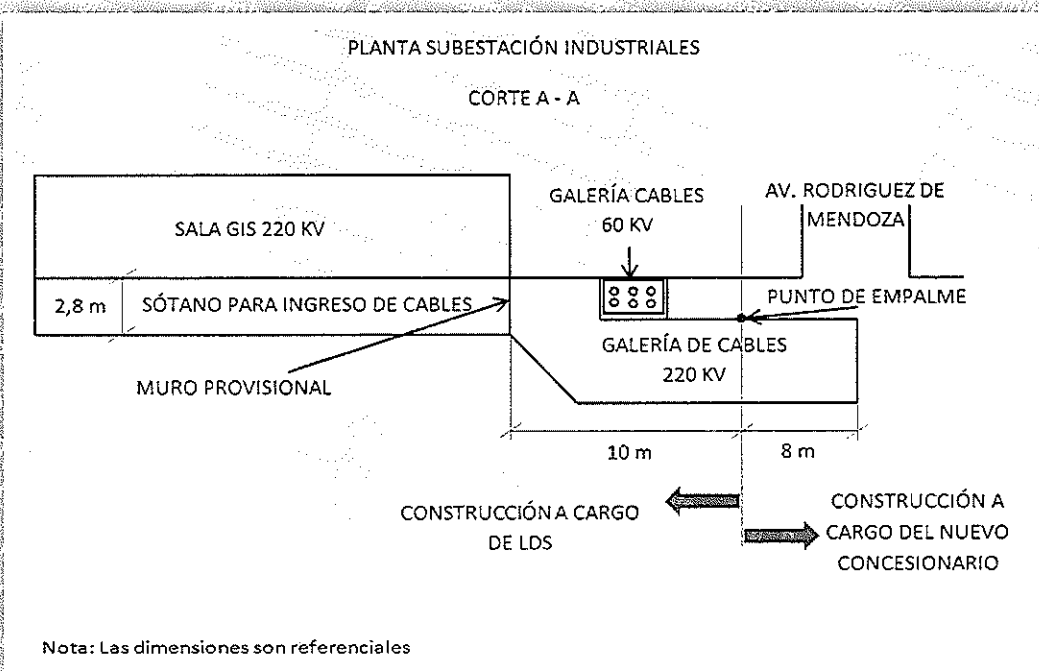 PLANTA SUBESTACIÓN INDUSTRIALES
CORTE A - A
GALERÍA CABLES
60 KV
AV. RODRIGUEZ DE
MENDOZA
SALA GIS 220 KV
2,8 m
SÓTANO PARA INGRESO DE CABLES
PUNTO DE EMPALME
GALERÍA DE CABLES
220 KV
MURO PROVISIONAL
10 m
8 m
CONSTRUCCIÓN A CARGO
DE LDS
CONSTRUCCIÓN A
CARGO DEL NUEVO
CONCESIONARIO
Nota: Las dimensiones son referenciales